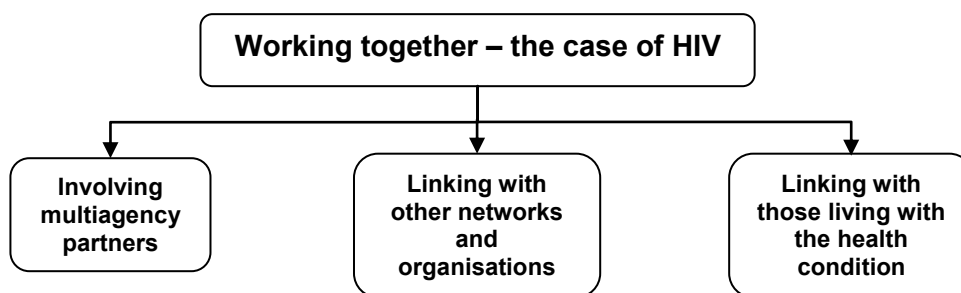 Working together – the case of HIV
Involving
multiagency
partners
Linking with
other networks
and
organisations
Linking with
those living with
the health
condition